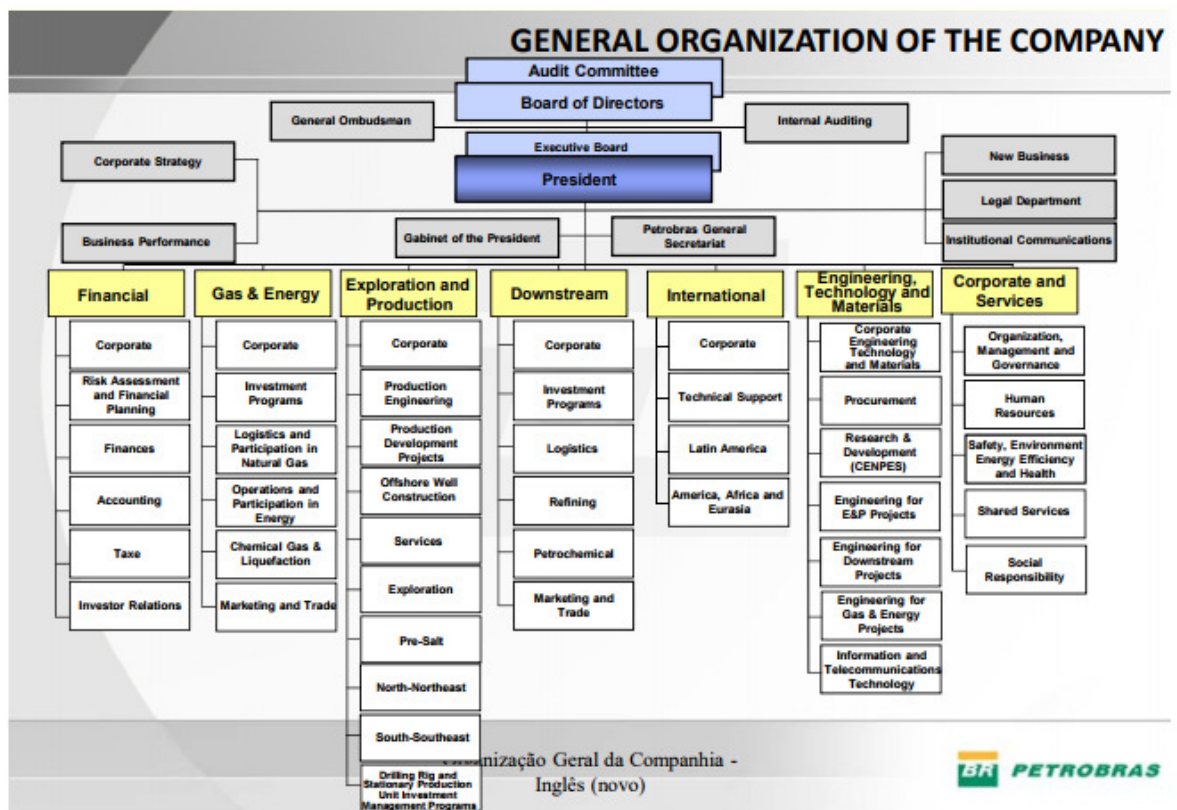 GENERAL ORGANIZATION OF THE COMPANY
Audit Committee
Board of Directors
General Ombudsman
Internal Auditing
Executive Board
President
Corporate Strategy
New Business
Legal Department
Business Performance
Gabinet of the President
Petrobras General
Secretariat
Institutional Communications
Financial
Corporate
Risk Assessment
and Financial
Planning
Finances
Accounting
Taxe
Investor Relations
Gas & Energy
Corporate
Investment
Programs
Logistics and
Participation in
Natural Gas
Operations and
Participation in
Energy
Chemical Gas &
Liquefaction
Marketing and Trade
Exploration and
Production
Corporate
Production
Engineering
Production
Development
Projects
Offshore Well
Construction
Services
Exploration
Pre-Salt
North-Northeast
South-Southeast
Drilling Rig and
Stationary Production
Unit Investment
Management Programs
Downstream
Corporate
Investment
Programs
Logistics
Refining
Petrochemical
Marketing and
Trade
International
Corporate
Technical Support
Latin America
America, Africa and
Eurasia
Engineering,
Technology and
Materials
Corporate
Engineering
Technology
and Materials
Procurement
Research &
Development
(CENPES)
Engineering for
E&P Projects
Engineering for
Downstream
Projects
Engineering for
Gas & Energy
Projects
Information and
Telecommunications
Technology
Corporate and
Services
Organization,
Management and
Governance
Human
Resources
Safety, Environment
Energy Efficiency
and Health
Shared Services
Social
Responsibility
Geral da Companhia -
Inglês (novo)
BR PETROBRAS